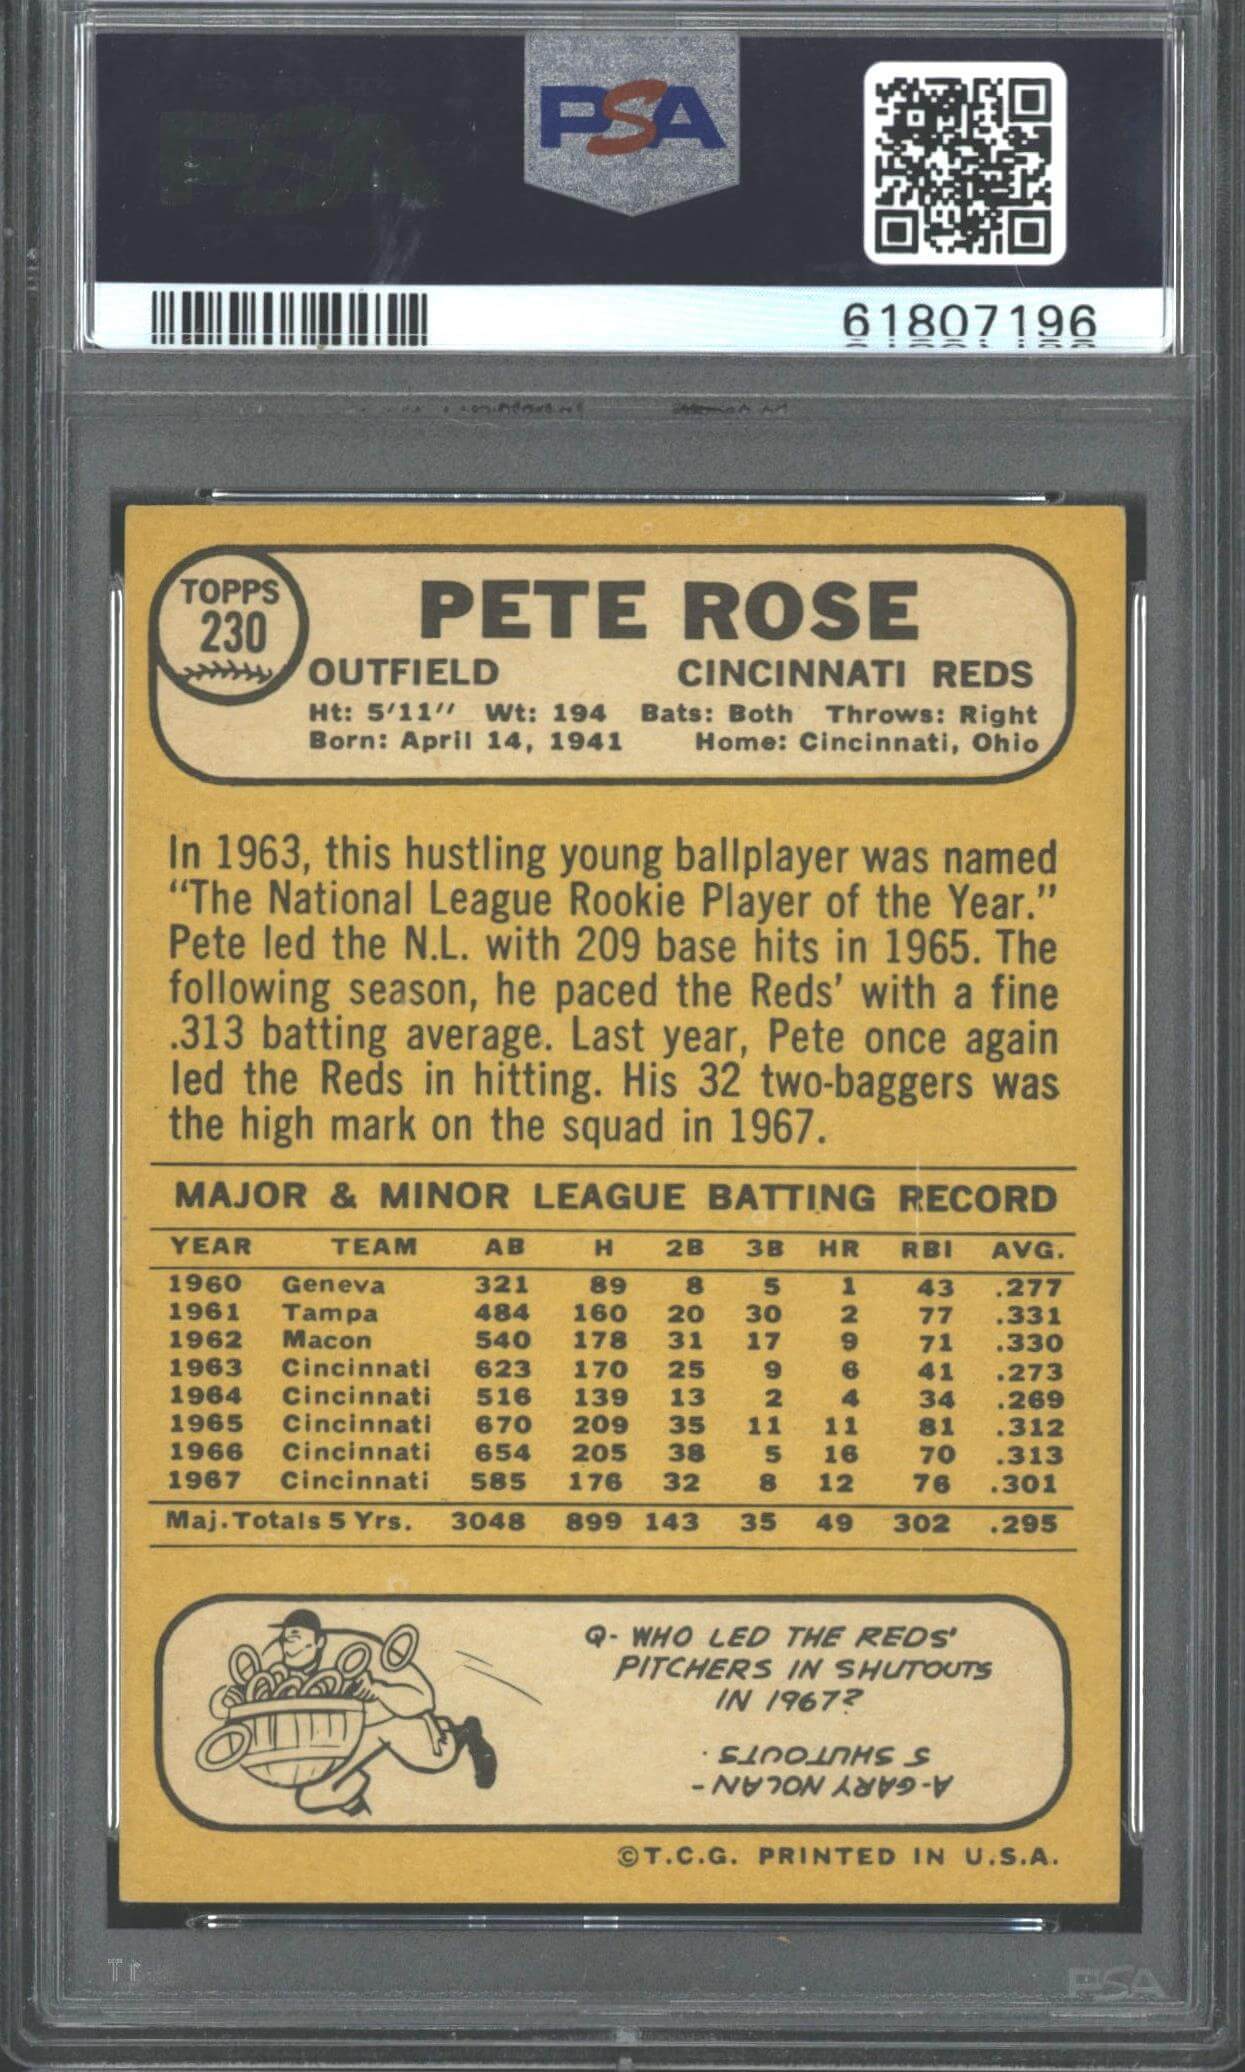 PSA
61807196
TOPPS
230
PETE ROSE
OUTFIELD CINCINNATI REDS
Ht: 5'11" Wt: 194 Bats: Both Throws: Right
Born: April 14, 1941 Home: Cincinnati, Ohio
In 1963, this hustling young ballplayer was named
"The National League Rookie Player of the Year."
Pete led the N.L. with 209 base hits in 1965. The
following season, he paced the Reds' with a fine
.313 batting average. Last year, Pete once again
led the Reds in hitting. His 32 two-baggers was
the high mark on the squad in 1967.
MAJOR & MINOR LEAGUE BATTING RECORD
YEAR TEAM AB H 2B 3B HR RBI AVG.
1960 Geneva 321 89 8 5 1 43 .277
1961 Tampa 484 160 20 30 2 77 .331
1962 Macon 540 178 31 17 9 71 .330
1963 Cincinnati 623 170 25 9 6 41 .273
1964 Cincinnati 516 139 13 2 4 34 .269
1965 Cincinnati 670 209 35 11 11 81 .312
1966 Cincinnati 654 205 38 5 16 70 .313
1967 Cincinnati 585 176 32 8 12 76 .301
Maj. Totals 5 Yrs. 3048 899 143 35 49 302 .295
Q- WHO LED THE REDS'
PITCHERS IN SHUTOUTS
IN 1967?
A-GARY NOLAN -
5 SHUTOUTS.
©T.C.G. PRINTED IN U.S.A.
PSA